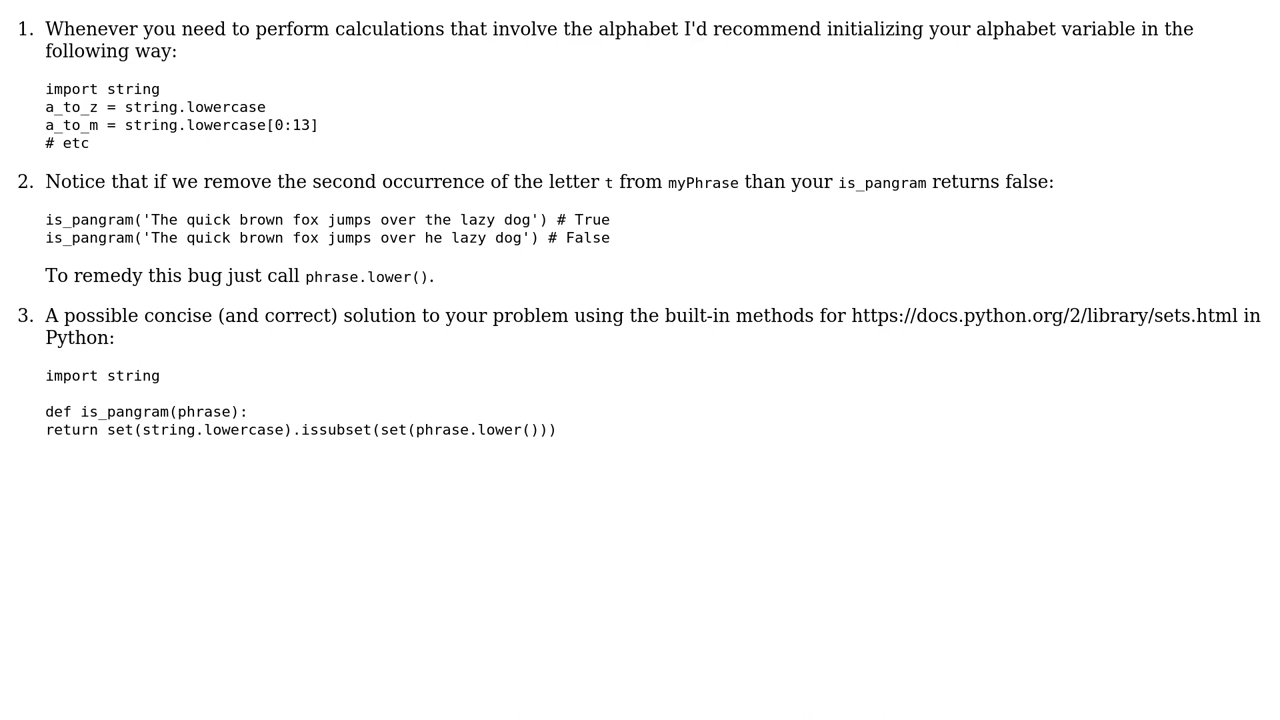 1. Whenever you need to perform calculations that involve the alphabet I'd recommend initializing your alphabet variable in the
following way:
import string
a_to_z = string.lowercase
a_to_m = string.lowercase[0:13]
# etc
2. Notice that if we remove the second occurrence of the letter t from myPhrase than your is_pangram returns false:
is_pangram('The quick brown fox jumps over the lazy dog') # True
is_pangram('The quick brown fox jumps over he lazy dog') # False
To remedy this bug just call phrase.lower().
3. A possible concise (and correct) solution to your problem using the built-in methods for https://docs.python.org/2/library/sets.html in
Python:
import string
def is_pangram(phrase):
return set(string.lowercase).issubset(set(phrase.lower()))